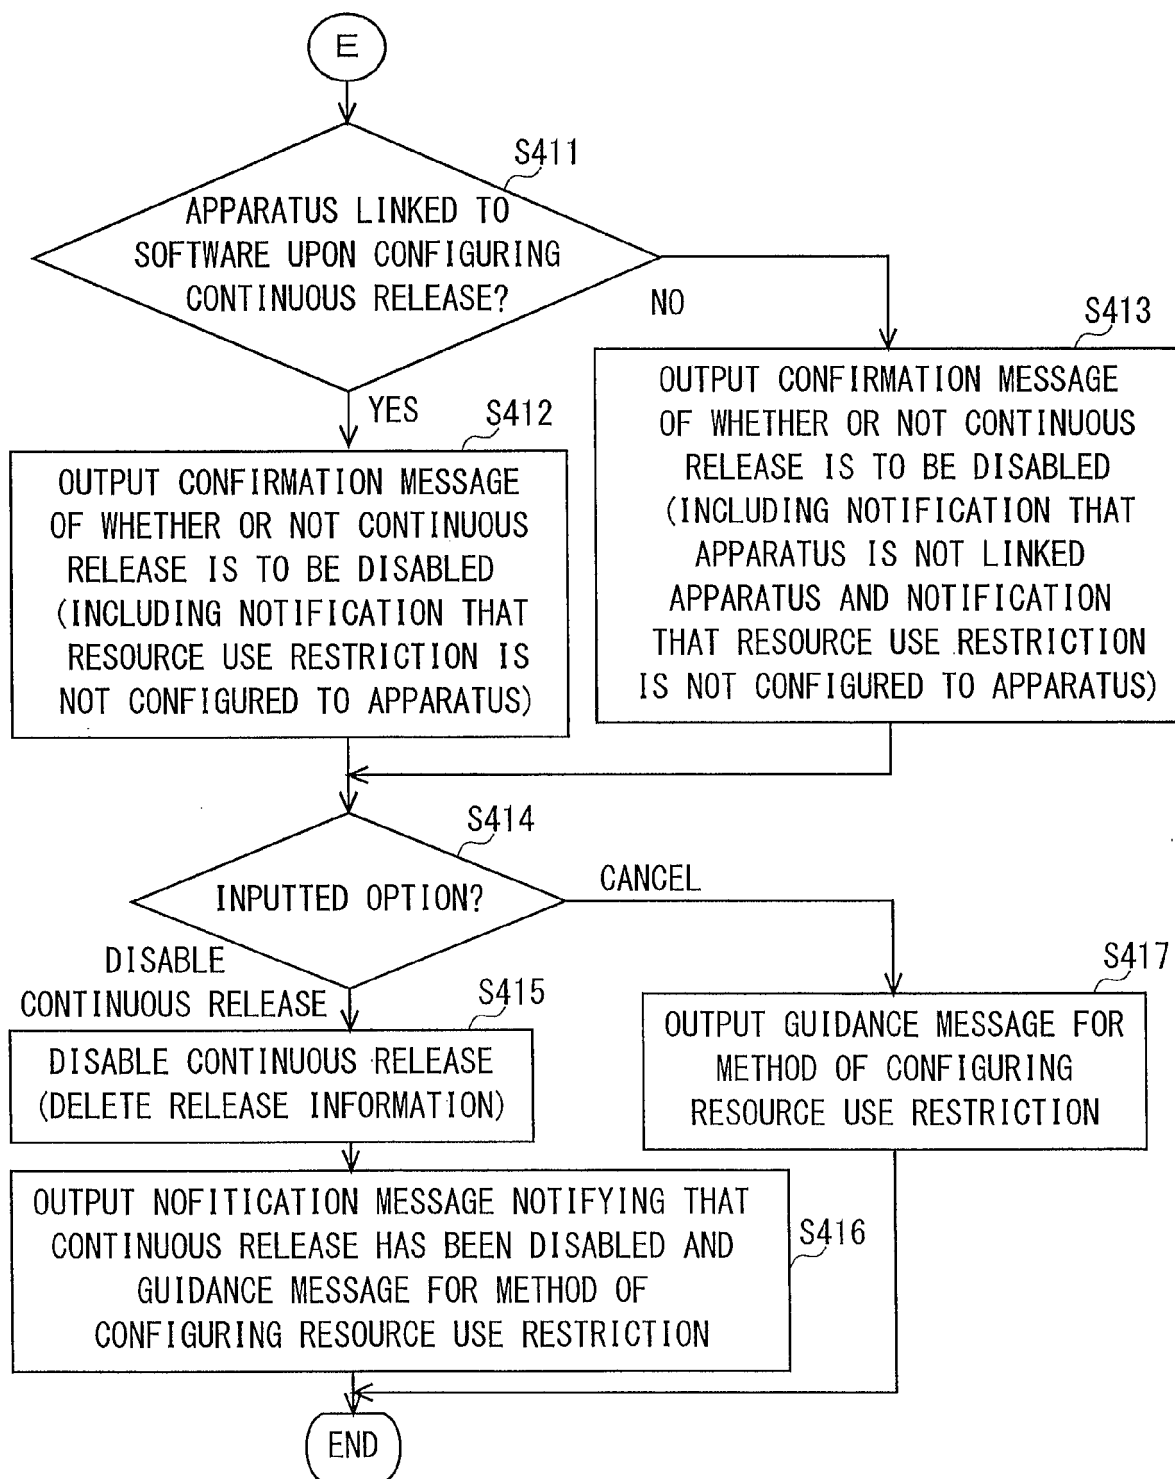 E
S411
APPARATUS LINKED TO
SOFTWARE UPON CONFIGURING
CONTINUOUS RELEASE?
NO
YES
S412
OUTPUT CONFIRMATION MESSAGE
OF WHETHER OR NOT CONTINUOUS
RELEASE IS TO BE DISABLED
(INCLUDING NOTIFICATION THAT
RESOURCE USE RESTRICTION IS
NOT CONFIGURED TO APPARATUS)
S413
OUTPUT CONFIRMATION MESSAGE
OF WHETHER OR NOT CONTINUOUS
RELEASE IS TO BE DISABLED
(INCLUDING NOTIFICATION THAT
APPARATUS IS NOT LINKED
APPARATUS AND NOTIFICATION
THAT RESOURCE USE RESTRICTION
IS NOT CONFIGURED TO APPARATUS)
S414
INPUTTED OPTION?
CANCEL
DISABLE
CONTINUOUS RELEASE
S415
DISABLE CONTINUOUS RELEASE
(DELETE RELEASE INFORMATION)
S417
OUTPUT GUIDANCE MESSAGE FOR
METHOD OF CONFIGURING
RESOURCE USE RESTRICTION
OUTPUT NOFITICATION MESSAGE NOTIFYING THAT
CONTINUOUS RELEASE HAS BEEN DISABLED AND
GUIDANCE MESSAGE FOR METHOD OF
CONFIGURING RESOURCE USE RESTRICTION
S416
END